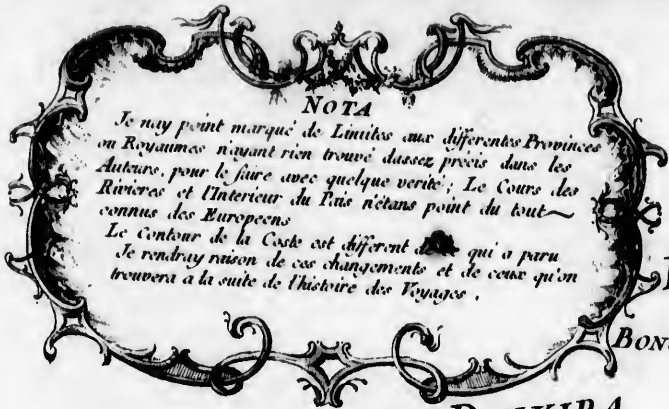 NOTA
Je nay point marqué de Limites aux differentes Provinces
ou Royaumes n'ayant rien trouvé dassez précis dans les
Auteurs, pour le faire avec quelque verité; Le Cours des
Rivieres et l'Interieur du Païs n'etans point du tout
connus des Europeens
Le contour de la Coste est different qui a paru
Je rendray raison de ces changements et de ceux qu'on
trouvera a la suite de l'histoire des Voyages.
BON